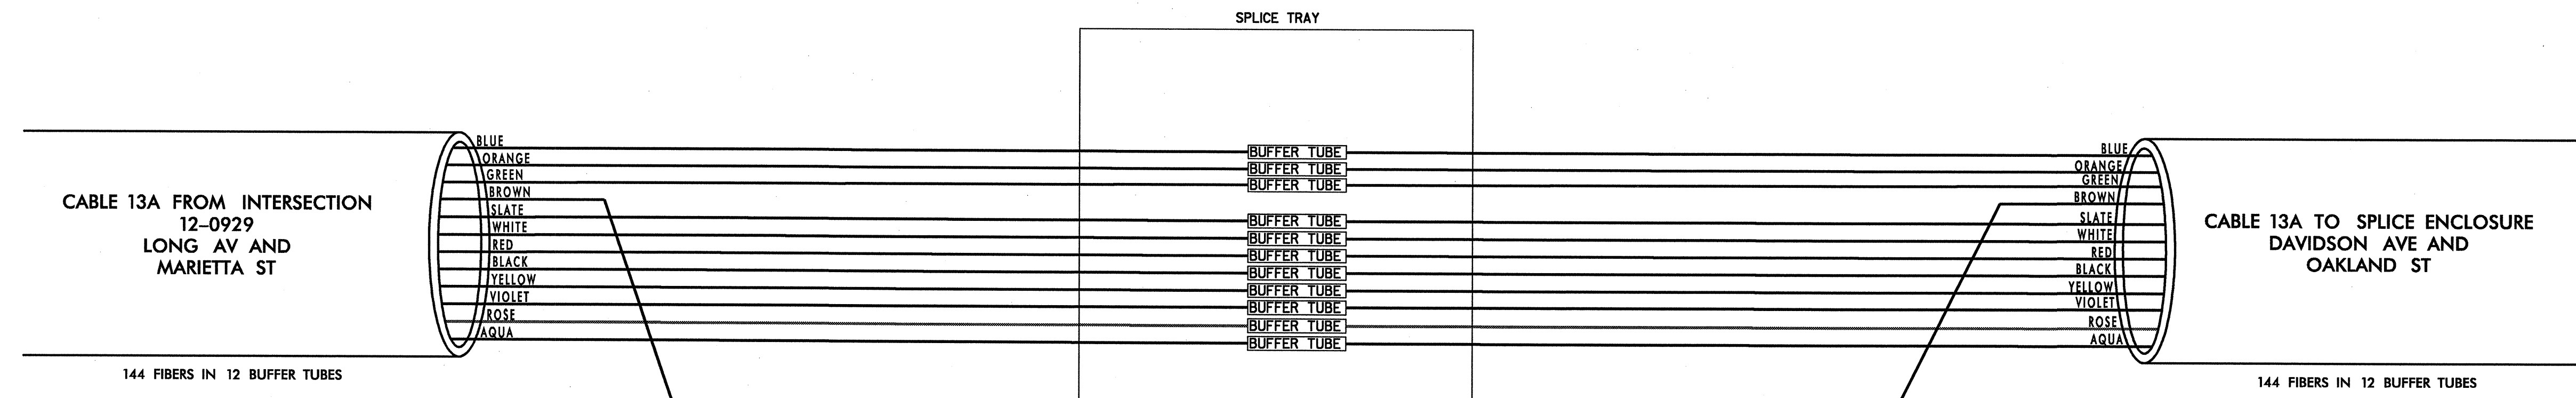 SPLICE TRAY
CABLE 13A FROM INTERSECTION
12-0929
LONG AV AND
MARIETTA ST
144 FIBERS IN 12 BUFFER TUBES
BLUE
ORANGE
GREEN
BROWN
SLATE
WHITE
RED
BLACK
YELLOW
VIOLET
ROSE
AQUA
BUFFER TUBE
BUFFER TUBE
BUFFER TUBE
BUFFER TUBE
BUFFER TUBE
BUFFER TUBE
BUFFER TUBE
BUFFER TUBE
BUFFER TUBE
BUFFER TUBE
BUFFER TUBE
BLUE
ORANGE
GREEN
BROWN
SLATE
WHITE
RED
BLACK
YELLOW
VIOLET
ROSE
AQUA
CABLE 13A TO SPLICE ENCLOSURE
DAVIDSON AVE AND
OAKLAND ST
144 FIBERS IN 12 BUFFER TUBES